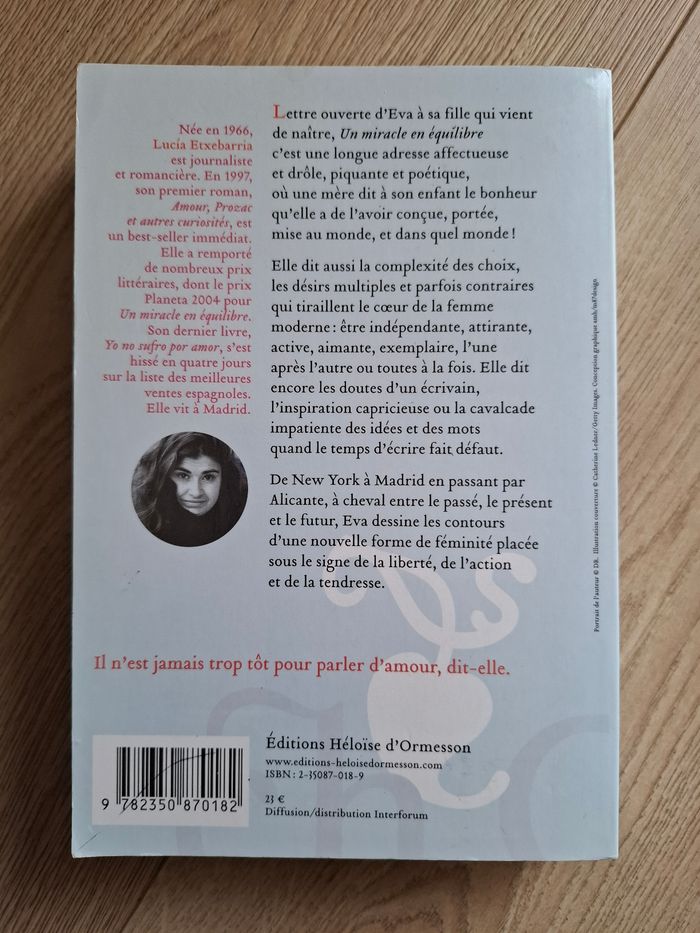 Née en 1966,
Lucía Etxebarria
est journaliste
et romancière. En 1997,
son premier roman,
Amour, Prozac
et autres curiosités, est
un best-seller immédiat.
Elle a remporté
de nombreux prix
littéraires, dont le prix
Planeta 2004 pour
Un miracle en équilibre.
Son dernier livre,
Yo no sufro por amor, s'est
hissé en quatre jours
sur la liste des meilleures
ventes espagnoles.
Elle vit à Madrid.
Lettre ouverte d'Eva à sa fille qui vient
de naître, Un miracle en équilibre
c'est une longue adresse affectueuse
et drôle, piquante et poétique,
où une mère dit à son enfant le bonheur
qu'elle a de l'avoir conçue, portée,
mise au monde, et dans quel monde !
Elle dit aussi la complexité des choix,
les désirs multiples et parfois contraires
qui tiraillent le cœur de la femme
moderne : être indépendante, attirante,
active, aimante, exemplaire, l'une
après l'autre ou toutes à la fois. Elle dit
encore les doutes d'un écrivain,
l'inspiration capricieuse ou la cavalcade
impatiente des idées et des mots
quand le temps d'écrire fait défaut.
De New York à Madrid en passant par
Alicante, à cheval entre le passé, le présent
et le futur, Eva dessine les contours
d'une nouvelle forme de féminité placée
sous le signe de la liberté, de l'action
et de la tendresse.
Il n'est jamais trop tôt pour parler d'amour, dit-elle.
Éditions Héloïse d'Ormesson
www.editions-heloisedormesson.com
ISBN : 2-35087-018-9
23 €
Diffusion/distribution Interforum
9 782350 870182
Portrait de l'auteur © DR. Illustration couverture © Catherine Ledner/Getty Images. Conception graphique